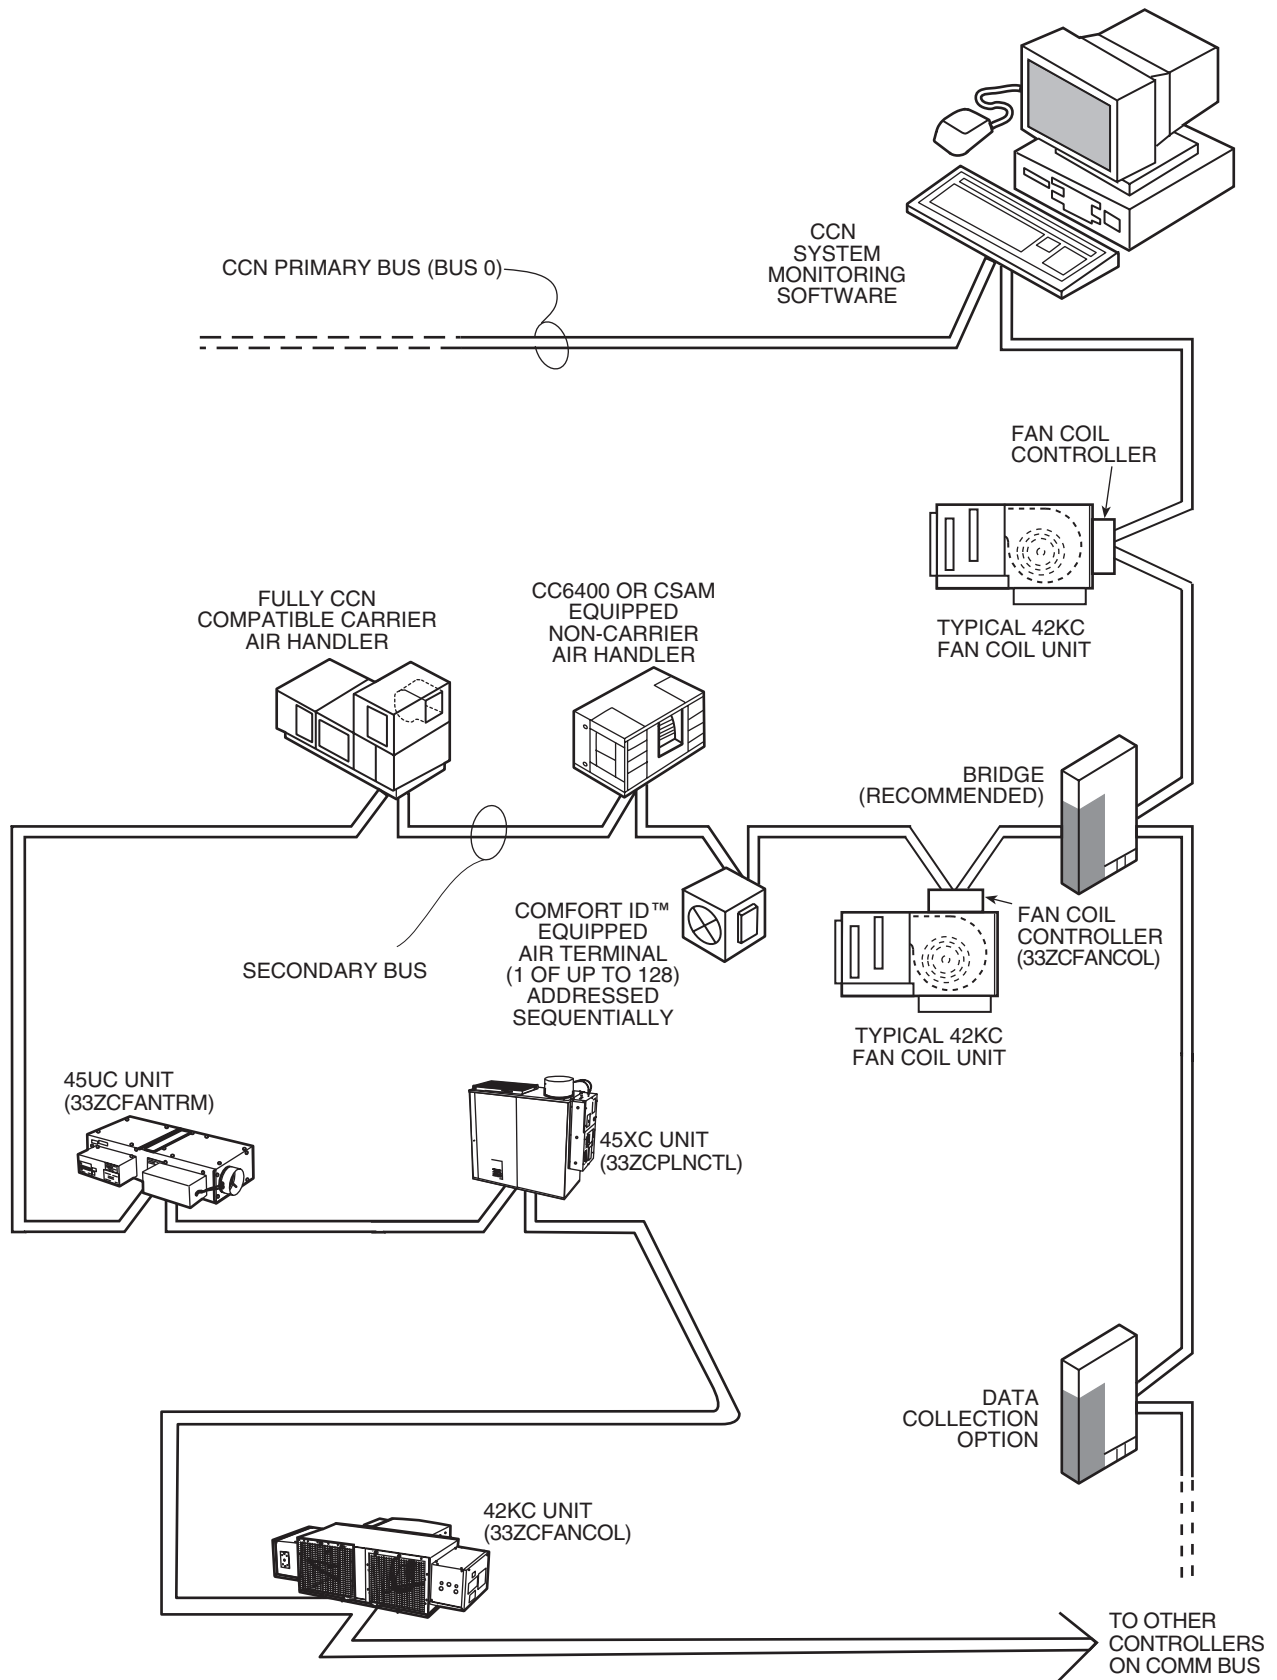 CCN
SYSTEM
MONITORING
SOFTWARE
CCN PRIMARY BUS (BUS 0)
FAN COIL
CONTROLLER
TYPICAL 42KC
FAN COIL UNIT
FULLY CCN
COMPATIBLE CARRIER
AIR HANDLER
CC6400 OR CSAM
EQUIPPED
NON-CARRIER
AIR HANDLER
BRIDGE
(RECOMMENDED)
SECONDARY BUS
COMFORT ID™
EQUIPPED
AIR TERMINAL
(1 OF UP TO 128)
ADDRESSED
SEQUENTIALLY
FAN COIL
CONTROLLER
(33ZCFANCOL)
TYPICAL 42KC
FAN COIL UNIT
45UC UNIT
(33ZCFANTRM)
45XC UNIT
(33ZCPLNCTL)
DATA
COLLECTION
OPTION
42KC UNIT
(33ZCFANCOL)
TO OTHER
CONTROLLERS
ON COMM BUS